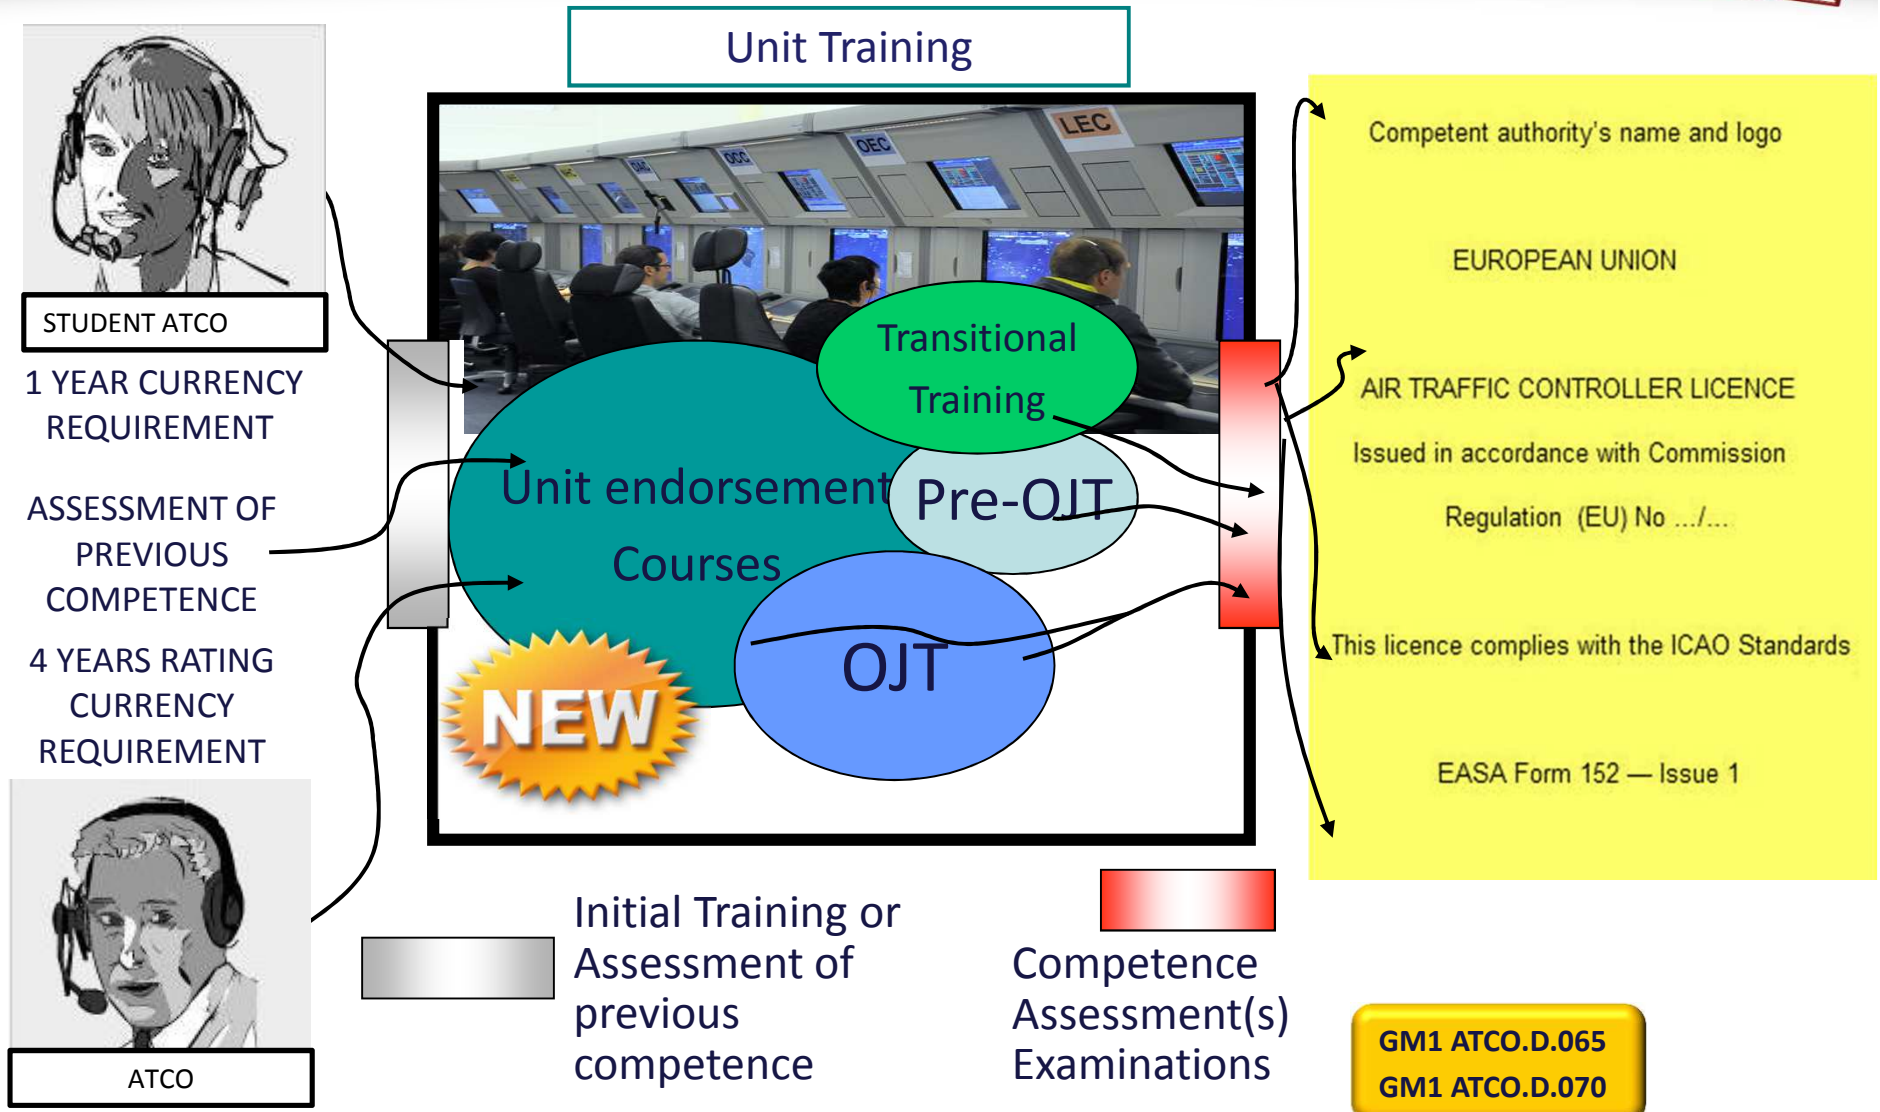 Unit Training
STUDENT ATCO
1 YEAR CURRENCY
REQUIREMENT
ASSESSMENT OF
PREVIOUS
COMPETENCE
4 YEARS RATING
CURRENCY
REQUIREMENT
ATCO
OCC
OEC
LEC
Transitional
Training
Unit endorsement
Courses
Pre-OJT
OJT
NEW
Initial Training or
Assessment of
previous
competence
Competence
Assessment(s)
Examinations
Competent authority's name and logo
EUROPEAN UNION
AIR TRAFFIC CONTROLLER LICENCE
Issued in accordance with Commission
Regulation (EU) No .../...
This licence complies with the ICAO Standards
EASA Form 152 — Issue 1
GM1 ATCO.D.065
GM1 ATCO.D.070